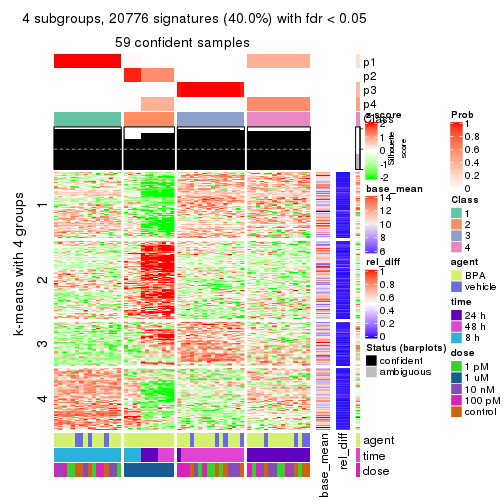 4 subgroups, 20776 signatures (40.0%) with fdr < 0.05
59 confident samples
p1
p2
p3
p4
Class
Silhouette
score
k-means with 4 groups
1
2
3
4
base_mean
rel_diff
agent
time
dose
z-score
2
1
0
-1
-2
base_mean
14
12
10
8
6
rel_diff
1
0.8
0.6
0.4
0.2
0
Status (barplots)
confident
ambiguous
Prob
1
0.8
0.6
0.4
0.2
0
Class
1
2
3
4
agent
BPA
vehicle
time
24 h
48 h
8 h
dose
1 pM
1 uM
10 nM
100 pM
control